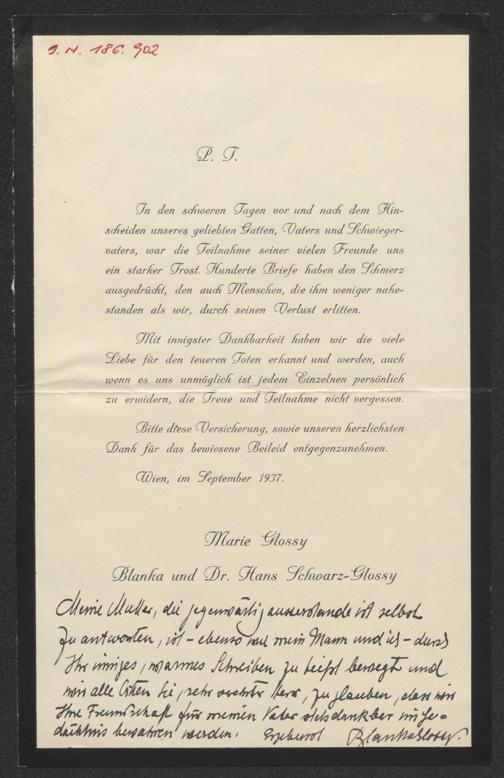 I. N. 186.902
P. T.
In den schweren Tagen vor und nach dem Hin-
scheiden unseres geliebten Gatten, Vaters und Schwieger-
vaters, war die Teilnahme seiner vielen Freunde uns
ein starker Trost. Hunderte Briefe haben den Schmerz
ausgedrückt, den auch Menschen, die ihm weniger nahe-
standen als wir, durch seinen Verlust erlitten.
Mit innigster Dankbarkeit haben wir die viele
Liebe für den teueren Toten erkannt und werden, auch
wenn es uns unmöglich ist jedem Einzelnen persönlich
zu erwidern, die Treue und Teilnahme nicht vergessen.
Bitte diese Versicherung, sowie unseren herzlichsten
Dank für das bewiesene Beileid entgegenzunehmen.
Wien, im September 1937.
Marie Glossy
Blanka und Dr. Hans Schwarz-Glossy
Meine Mutter, die gegenwärtig ausserstande ist selbst
zu antworten, ist - ebenso wie mein Mann und ich - durch
Ihr inniges, warmes Schreiben zu tiefst bewegt und
wir alle bitten Sie, sehr verehrter Herr, zu glauben, dass wir
Ihre Freundschaft für meinen Vater stets dankbar im Ge-
dächtnis bewahren werden. Ergebenst Blanka Glossy.